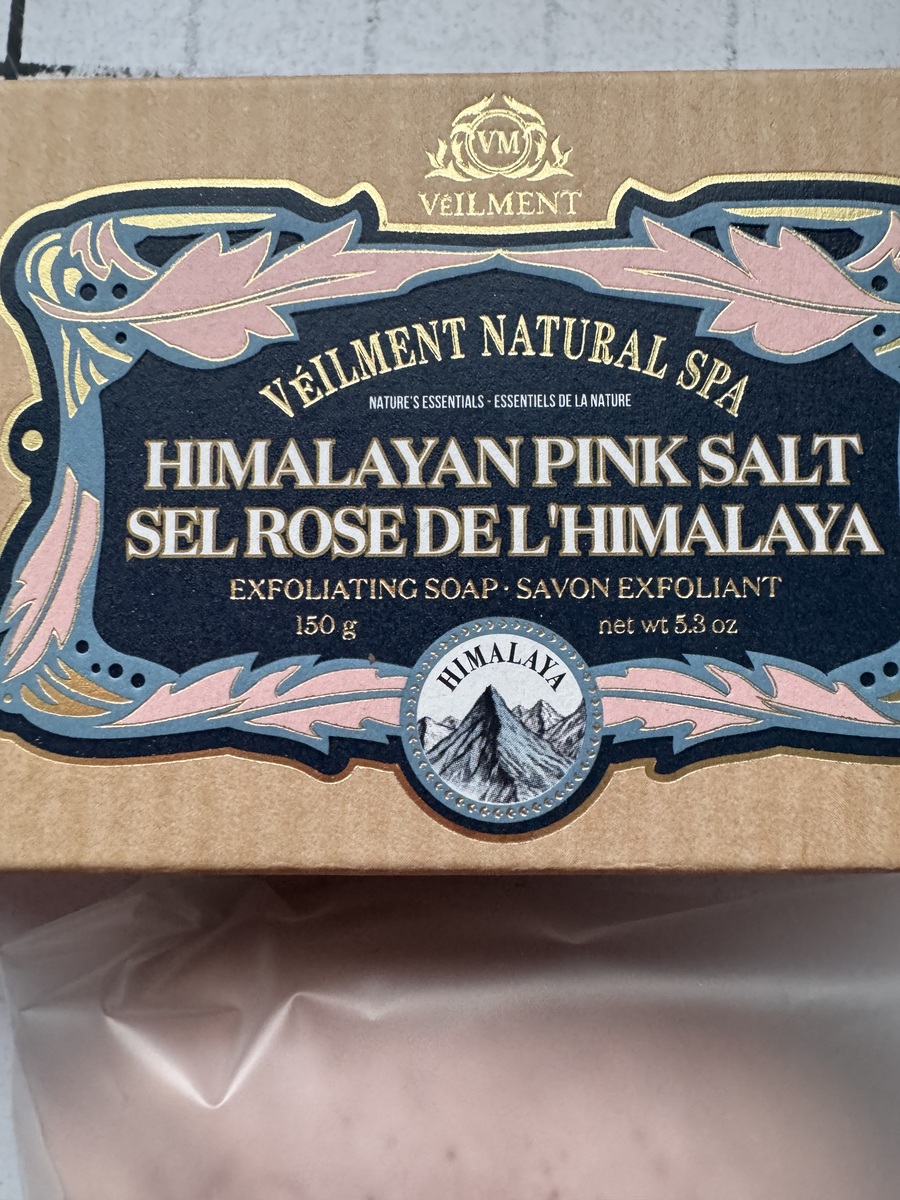 VM
VÉILMENT
VÉILMENT NATURAL SPA
NATURE'S ESSENTIALS - ESSENTIELS DE LA NATURE
HIMALAYAN PINK SALT
SEL ROSE DE L'HIMALAYA
EXFOLIATING SOAP · SAVON EXFOLIANT
150 g net wt 5.3 oz
HIMALAYA